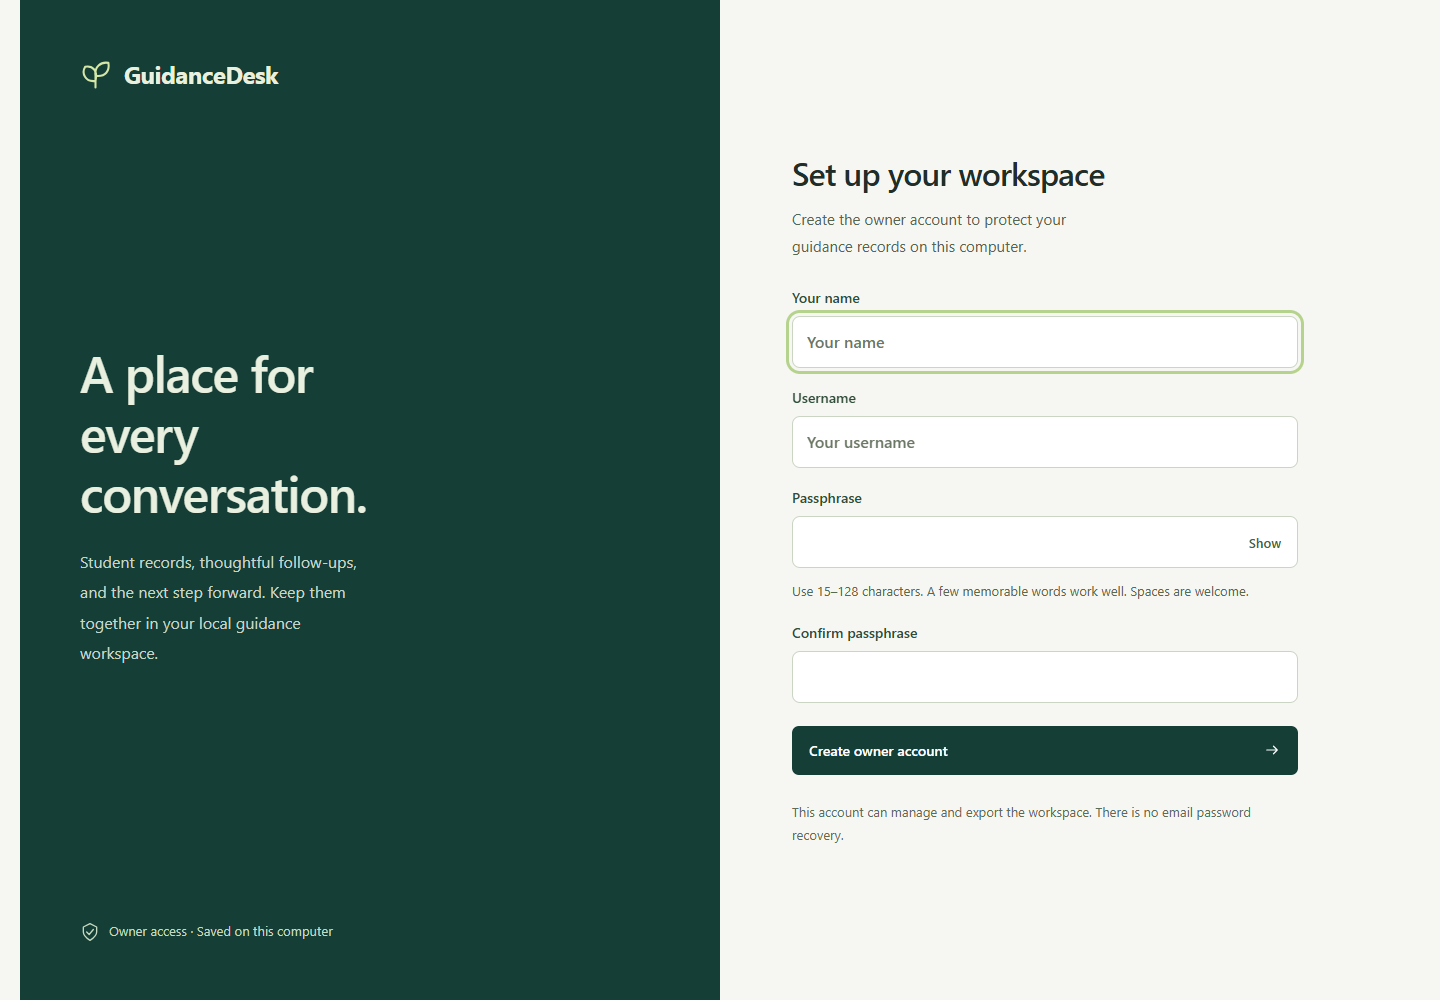 GuidanceDesk
A place for
every
conversation.
Student records, thoughtful follow-ups,
and the next step forward. Keep them
together in your local guidance
workspace.
Owner access · Saved on this computer
Set up your workspace
Create the owner account to protect your
guidance records on this computer.
Your name
Your name
Username
Your username
Passphrase
Show
Use 15–128 characters. A few memorable words work well. Spaces are welcome.
Confirm passphrase
Create owner account
This account can manage and export the workspace. There is no email password
recovery.